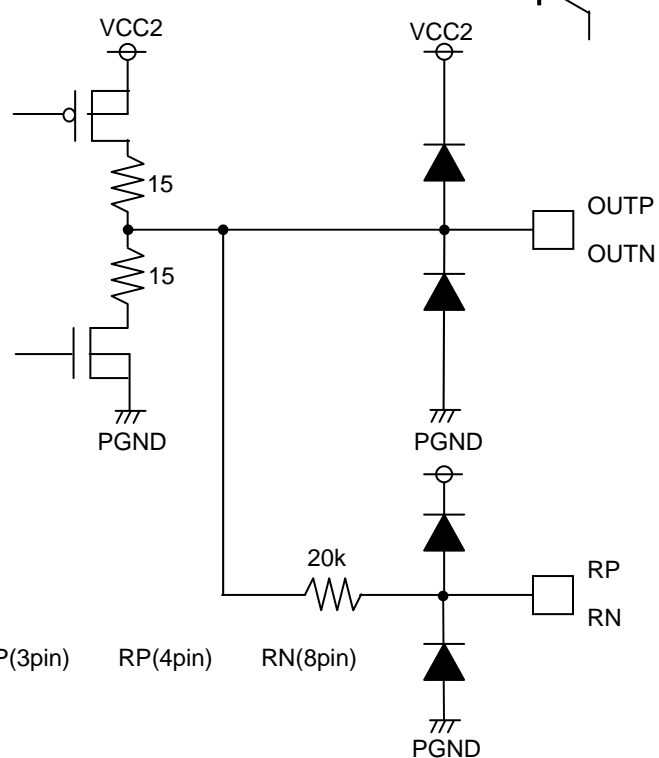 VCC2 VCC2
15
OUTP
15
OUTN
PGND PGND
20k
RP
RN
P(3pin) RP(4pin) RN(8pin)
PGND